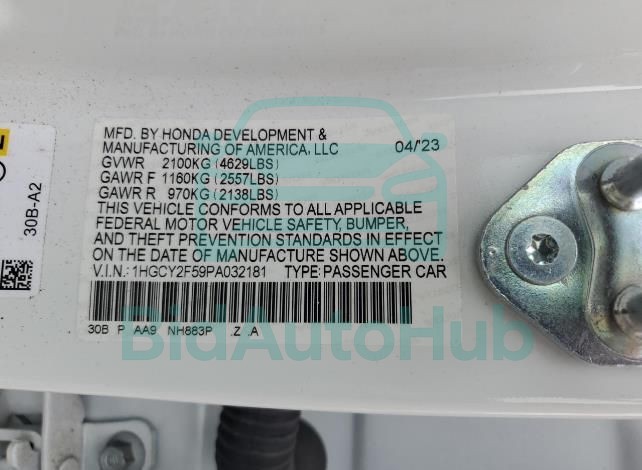 MFD. BY HONDA DEVELOPMENT &
MANUFACTURING OF AMERICA, LLC 04/'23
GVWR 2100KG (4629LBS)
GAWR F 1160KG (2557LBS)
GAWR R 970KG (2138LBS)
THIS VEHICLE CONFORMS TO ALL APPLICABLE
FEDERAL MOTOR VEHICLE SAFETY, BUMPER,
AND THEFT PREVENTION STANDARDS IN EFFECT
ON THE DATE OF MANUFACTURE SHOWN ABOVE.
V.I.N.: 1HGCY2F59PA032181 TYPE: PASSENGER CAR
30B P AA9 NH883P .Z .A
30B-A2
BidAutoHub